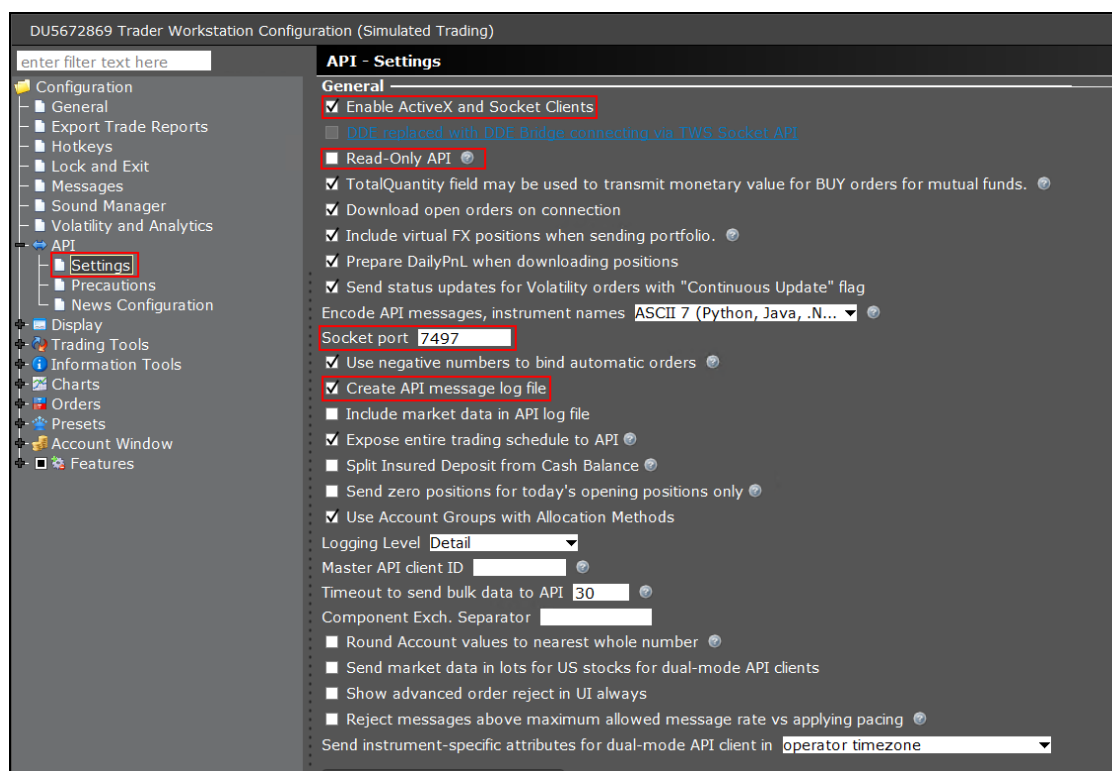 DU5672869 Trader Workstation Configuration (Simulated Trading)
enter filter text here
Configuration
General
Export Trade Reports
Hotkeys
Lock and Exit
Messages
Sound Manager
Volatility and Analytics
API
Settings
Precautions
News Configuration
Display
Trading Tools
Information Tools
Charts
Orders
Presets
Account Window
Features
API - Settings
General
Enable ActiveX and Socket Clients
DDE replaced with DDE Bridge connecting via TWS Socket API
Read-Only API
TotalQuantity field may be used to transmit monetary value for BUY orders for mutual funds.
Download open orders on connection
Include virtual FX positions when sending portfolio.
Prepare DailyPnL when downloading positions
Send status updates for Volatility orders with "Continuous Update" flag
Encode API messages, instrument names ASCII 7 (Python, Java, .N...
Socket port 7497
Use negative numbers to bind automatic orders
Create API message log file
Include market data in API log file
Expose entire trading schedule to API
Split Insured Deposit from Cash Balance
Send zero positions for today's opening positions only
Use Account Groups with Allocation Methods
Logging Level Detail
Master API client ID
Timeout to send bulk data to API 30
Component Exch. Separator
Round Account values to nearest whole number
Send market data in lots for US stocks for dual-mode API clients
Show advanced order reject in UI always
Reject messages above maximum allowed message rate vs applying pacing
Send instrument-specific attributes for dual-mode API client in operator timezone